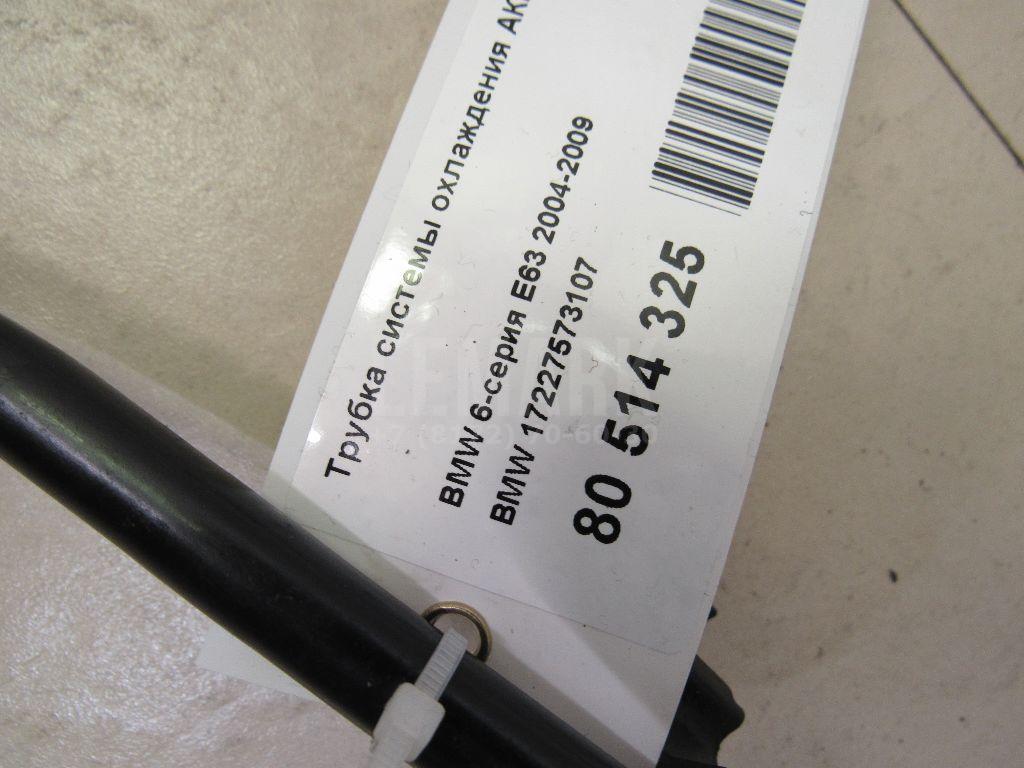 Трубка системы охлаждения АК
BMW 6-серия E63 2004-2009
BMW 17227573107
80 514 325